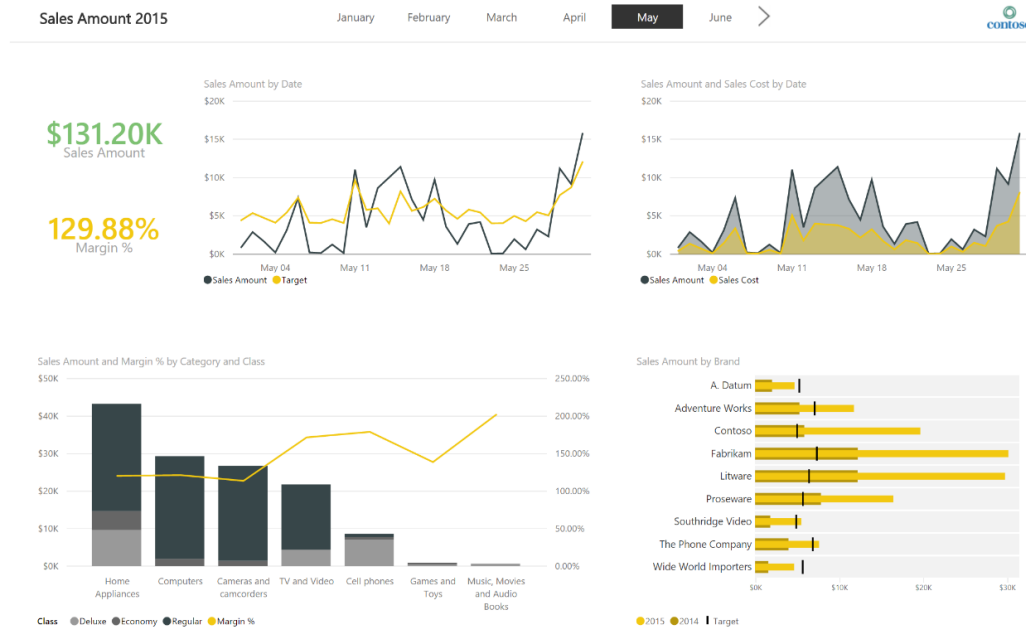 Sales Amount 2015
January February March April May June
contoso
$131.20K
Sales Amount
129.88%
Margin %
Sales Amount by Date
$20K
$15K
$10K
$5K
$0K
May 04 May 11 May 18 May 25
Sales Amount Target
Sales Amount and Sales Cost by Date
$20K
$15K
$10K
$5K
$0K
May 04 May 11 May 18 May 25
Sales Amount Sales Cost
Sales Amount and Margin % by Category and Class
$50K 250.00%
$40K 200.00%
$30K 150.00%
$20K 100.00%
$10K 50.00%
$0K 0.00%
Home Computers Cameras and TV and Video Cell phones Games and Music, Movies
Appliances camcorders Toys and Audio
Books
Class Deluxe Economy Regular Margin %
Sales Amount by Brand
A. Datum
Adventure Works
Contoso
Fabrikam
Litware
Proseware
Southridge Video
The Phone Company
Wide World Importers
$0K $10K $20K $30K
2015 2014 Target